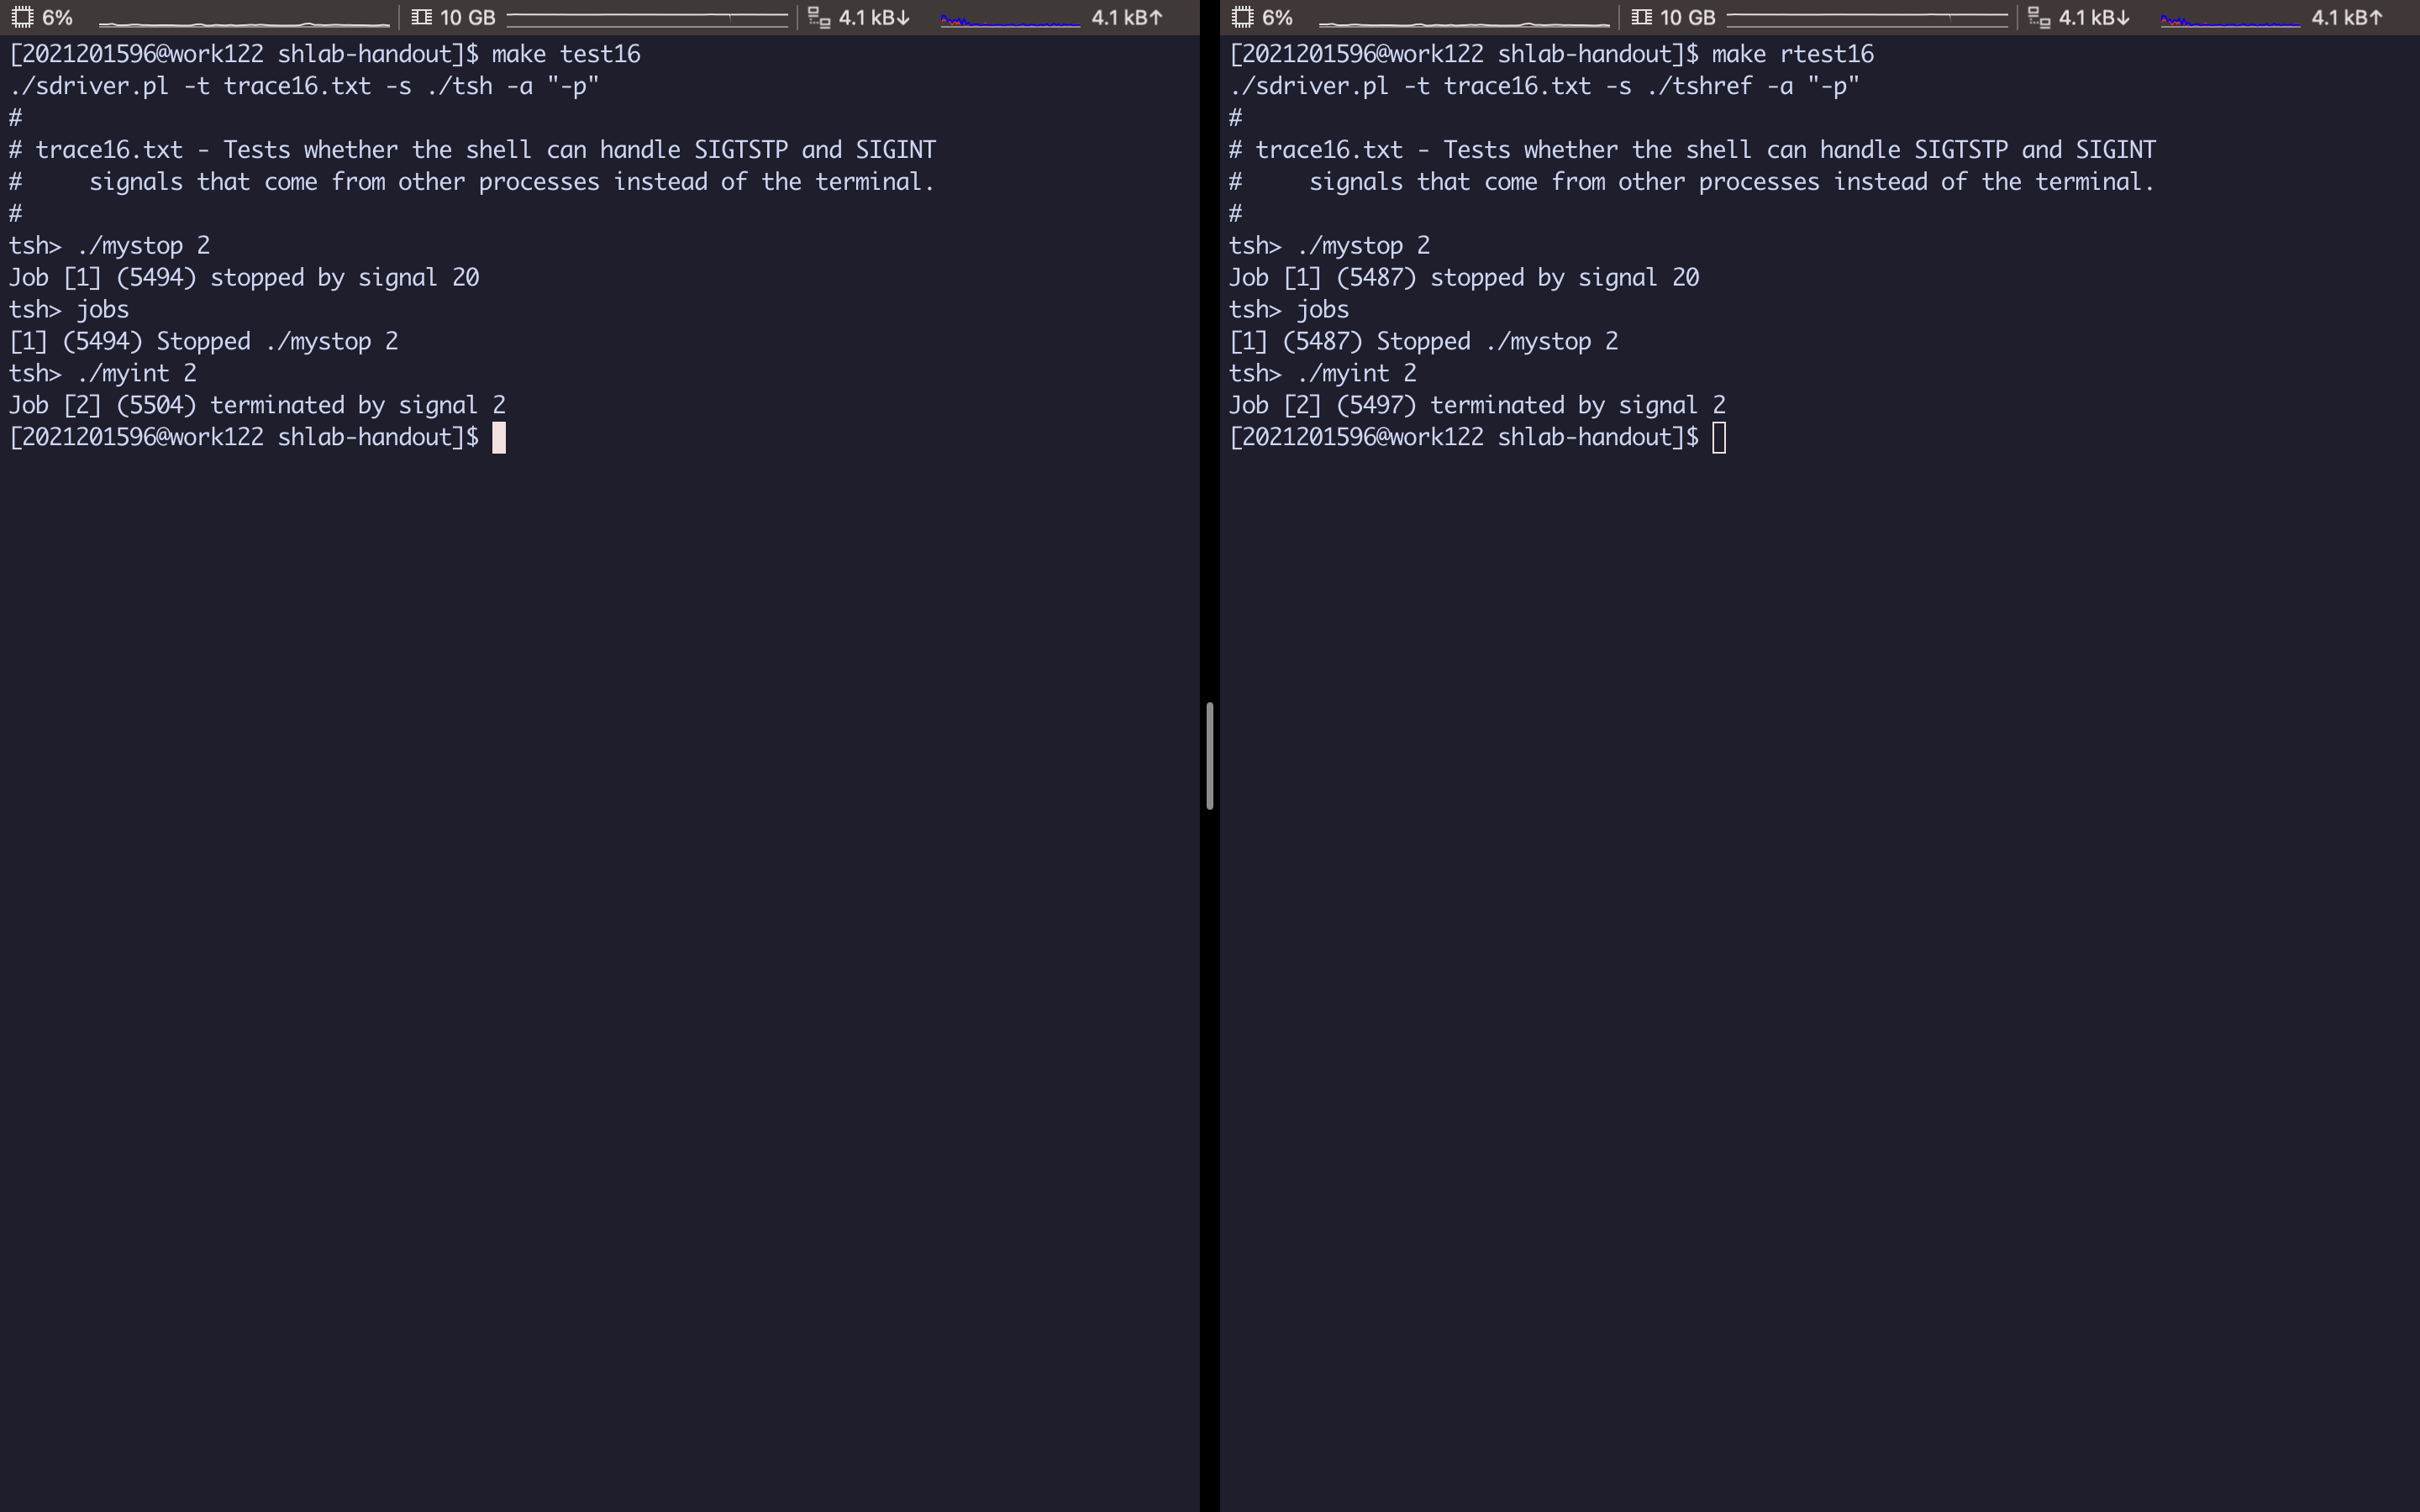 6% 10 GB 4.1 kB↓ 4.1 kB↑
[2021201596@work122 shlab-handout]$ make test16
./sdriver.pl -t trace16.txt -s ./tsh -a "-p"
#
# trace16.txt - Tests whether the shell can handle SIGTSTP and SIGINT
#     signals that come from other processes instead of the terminal.
#
tsh> ./mystop 2
Job [1] (5494) stopped by signal 20
tsh> jobs
[1] (5494) Stopped ./mystop 2
tsh> ./myint 2
Job [2] (5504) terminated by signal 2
[2021201596@work122 shlab-handout]$
6% 10 GB 4.1 kB↓ 4.1 kB↑
[2021201596@work122 shlab-handout]$ make rtest16
./sdriver.pl -t trace16.txt -s ./tshref -a "-p"
#
# trace16.txt - Tests whether the shell can handle SIGTSTP and SIGINT
#     signals that come from other processes instead of the terminal.
#
tsh> ./mystop 2
Job [1] (5487) stopped by signal 20
tsh> jobs
[1] (5487) Stopped ./mystop 2
tsh> ./myint 2
Job [2] (5497) terminated by signal 2
[2021201596@work122 shlab-handout]$